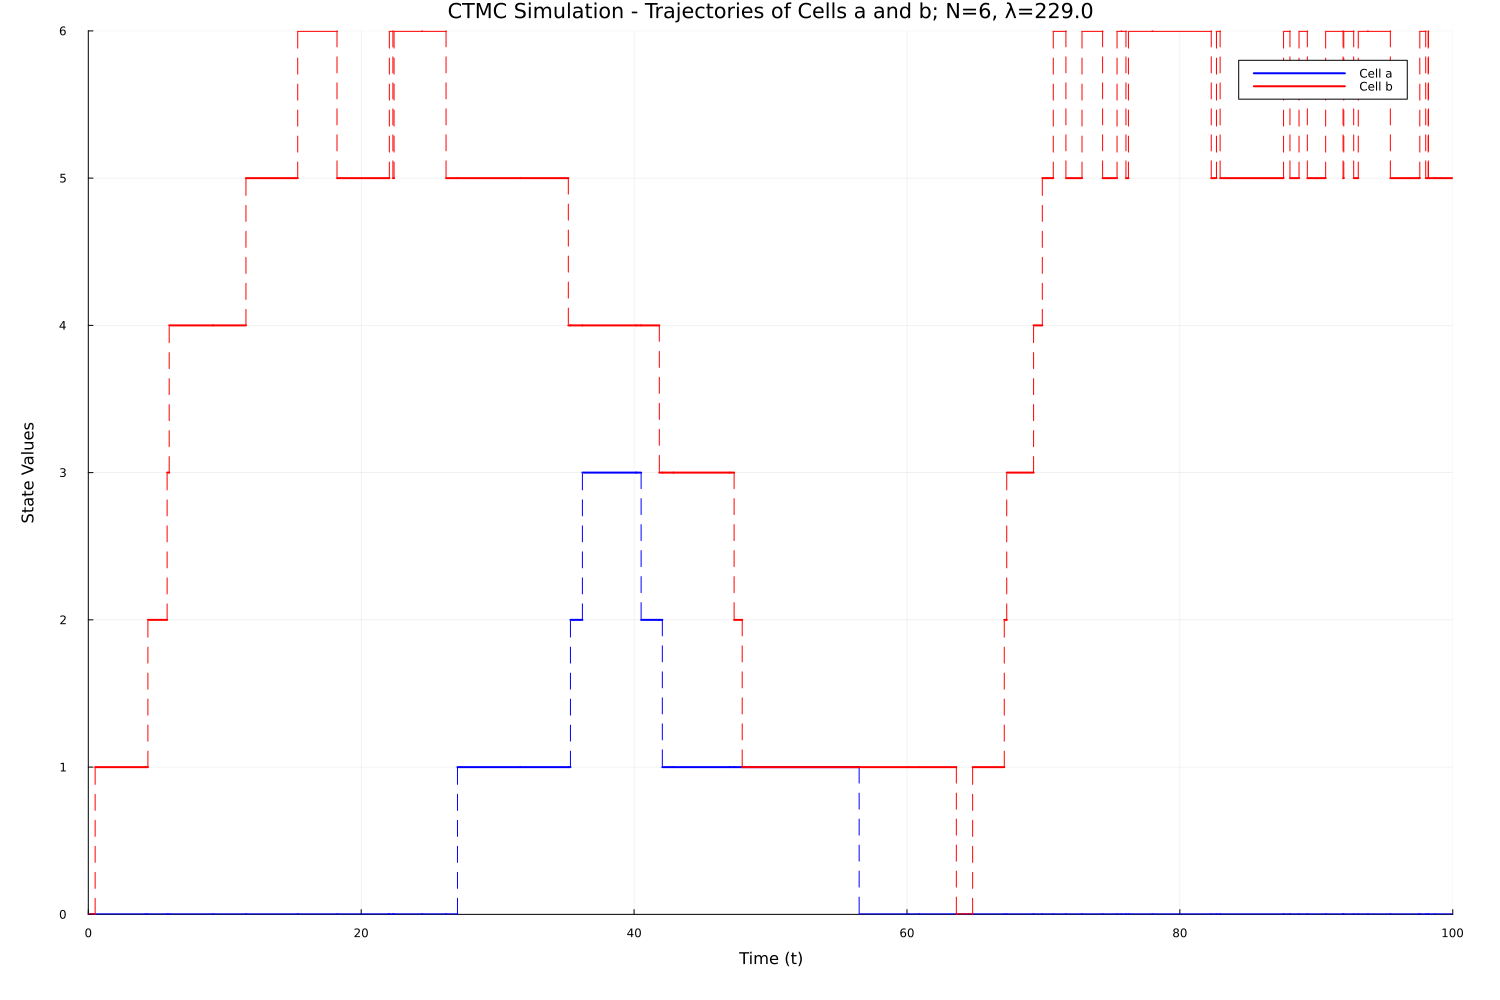 CTMC Simulation - Trajectories of Cells a and b; N=6, λ=229.0
6
Cell a
Cell b
5
4
State Values
3
2
1
0
0 20 40 60 80 100
Time (t)